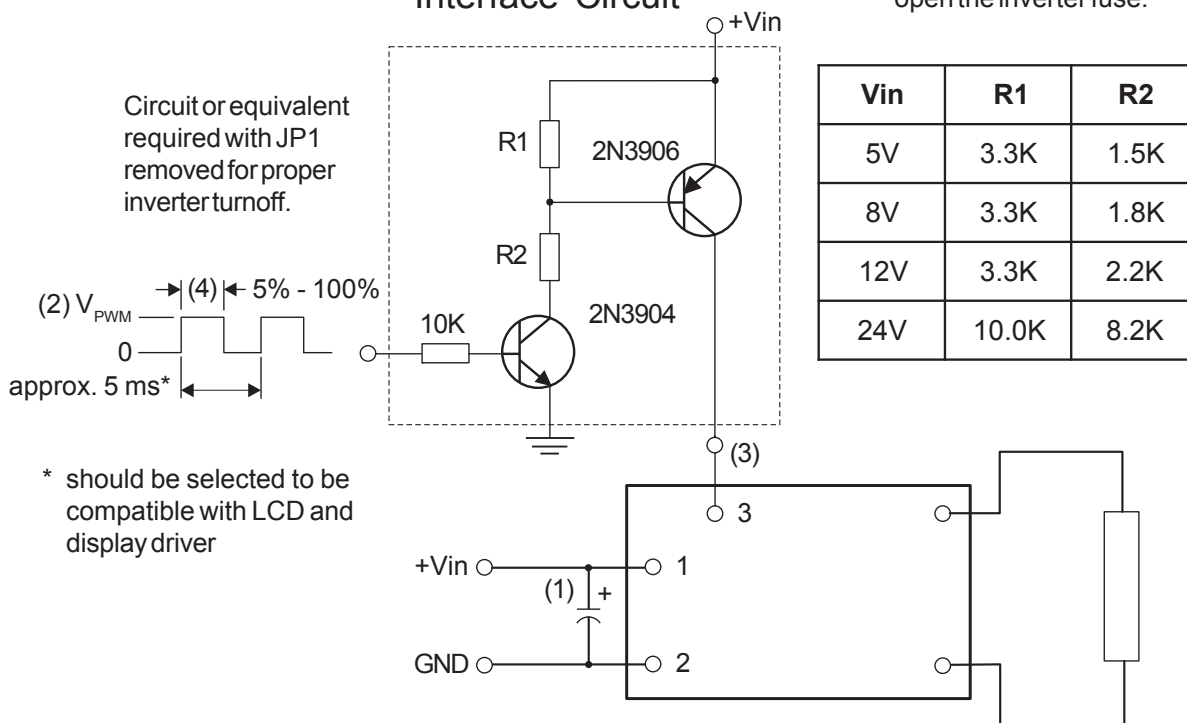 Interface Circuit
open the inverter fuse.
+Vin
Circuit or equivalent
required with JP1
removed for proper
inverter turnoff.
R1
2N3906
R2
2N3904
10K
(2) VPWM
(4)
5% - 100%
0
approx. 5 ms*
* should be selected to be
compatible with LCD and
display driver
Vin R1 R2
5V 3.3K 1.5K
8V 3.3K 1.8K
12V 3.3K 2.2K
24V 10.0K 8.2K
(3)
3
+Vin
1
(1)
+
GND
2